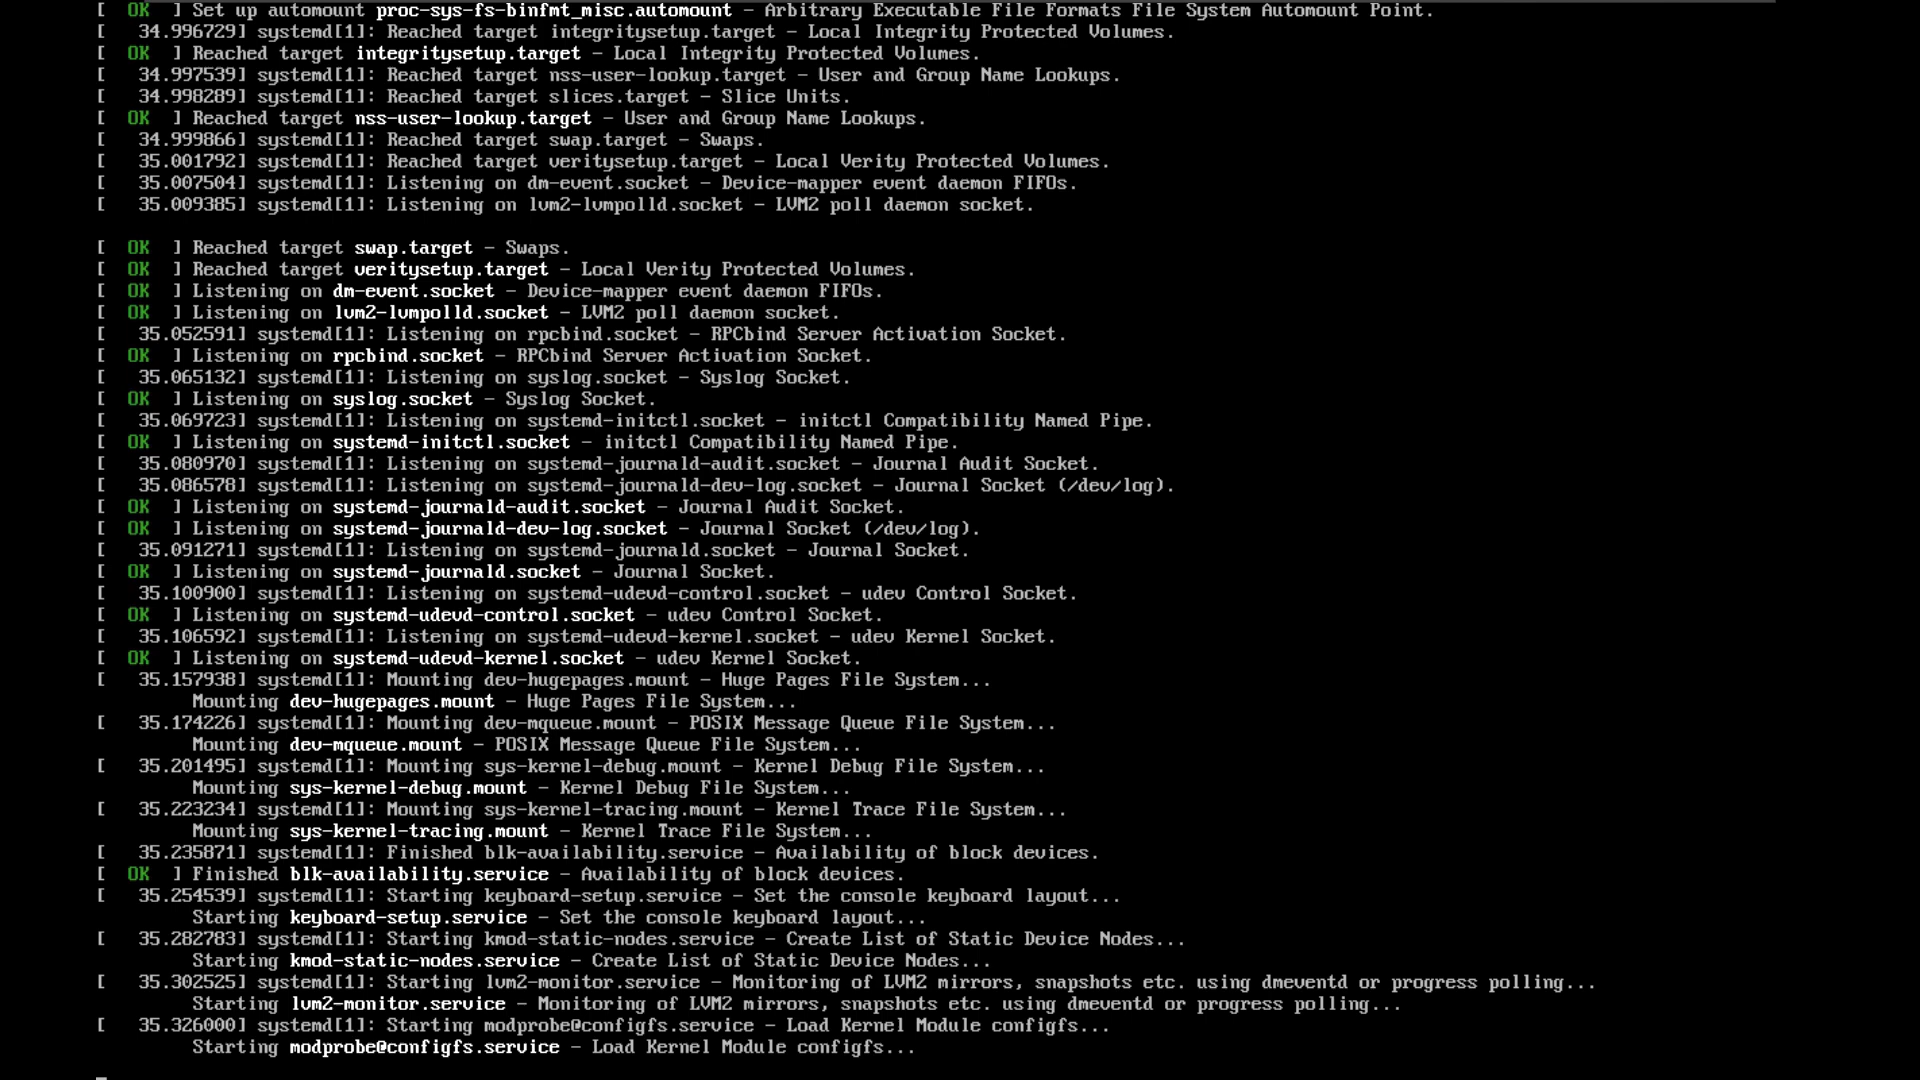 [  OK  ] Set up automount proc-sys-fs-binfmt_misc.automount - Arbitrary Executable File Formats File System Automount Point.
[   34.996729] systemd[1]: Reached target integritysetup.target - Local Integrity Protected Volumes.
[  OK  ] Reached target integritysetup.target - Local Integrity Protected Volumes.
[   34.997539] systemd[1]: Reached target nss-user-lookup.target - User and Group Name Lookups.
[   34.998289] systemd[1]: Reached target slices.target - Slice Units.
[  OK  ] Reached target nss-user-lookup.target - User and Group Name Lookups.
[   34.999866] systemd[1]: Reached target swap.target - Swaps.
[   35.001792] systemd[1]: Reached target veritysetup.target - Local Verity Protected Volumes.
[   35.007504] systemd[1]: Listening on dm-event.socket - Device-mapper event daemon FIFOs.
[   35.009385] systemd[1]: Listening on lvm2-lvmpolld.socket - LVM2 poll daemon socket.
[  OK  ] Reached target swap.target - Swaps.
[  OK  ] Reached target veritysetup.target - Local Verity Protected Volumes.
[  OK  ] Listening on dm-event.socket - Device-mapper event daemon FIFOs.
[  OK  ] Listening on lvm2-lvmpolld.socket - LVM2 poll daemon socket.
[   35.052591] systemd[1]: Listening on rpcbind.socket - RPCbind Server Activation Socket.
[  OK  ] Listening on rpcbind.socket - RPCbind Server Activation Socket.
[   35.065132] systemd[1]: Listening on syslog.socket - Syslog Socket.
[  OK  ] Listening on syslog.socket - Syslog Socket.
[   35.069723] systemd[1]: Listening on systemd-initctl.socket - initctl Compatibility Named Pipe.
[  OK  ] Listening on systemd-initctl.socket - initctl Compatibility Named Pipe.
[   35.080970] systemd[1]: Listening on systemd-journald-audit.socket - Journal Audit Socket.
[   35.086578] systemd[1]: Listening on systemd-journald-dev-log.socket - Journal Socket (/dev/log).
[  OK  ] Listening on systemd-journald-audit.socket - Journal Audit Socket.
[  OK  ] Listening on systemd-journald-dev-log.socket - Journal Socket (/dev/log).
[   35.091271] systemd[1]: Listening on systemd-journald.socket - Journal Socket.
[  OK  ] Listening on systemd-journald.socket - Journal Socket.
[   35.100900] systemd[1]: Listening on systemd-udevd-control.socket - udev Control Socket.
[  OK  ] Listening on systemd-udevd-control.socket - udev Control Socket.
[   35.106592] systemd[1]: Listening on systemd-udevd-kernel.socket - udev Kernel Socket.
[  OK  ] Listening on systemd-udevd-kernel.socket - udev Kernel Socket.
[   35.157938] systemd[1]: Mounting dev-hugepages.mount - Huge Pages File System...
Mounting dev-hugepages.mount - Huge Pages File System...
[   35.174226] systemd[1]: Mounting dev-mqueue.mount - POSIX Message Queue File System...
Mounting dev-mqueue.mount - POSIX Message Queue File System...
[   35.201495] systemd[1]: Mounting sys-kernel-debug.mount - Kernel Debug File System...
Mounting sys-kernel-debug.mount - Kernel Debug File System...
[   35.223234] systemd[1]: Mounting sys-kernel-tracing.mount - Kernel Trace File System...
Mounting sys-kernel-tracing.mount - Kernel Trace File System...
[   35.235871] systemd[1]: Finished blk-availability.service - Availability of block devices.
[  OK  ] Finished blk-availability.service - Availability of block devices.
[   35.254539] systemd[1]: Starting keyboard-setup.service - Set the console keyboard layout...
Starting keyboard-setup.service - Set the console keyboard layout...
[   35.282783] systemd[1]: Starting kmod-static-nodes.service - Create List of Static Device Nodes...
Starting kmod-static-nodes.service - Create List of Static Device Nodes...
[   35.302525] systemd[1]: Starting lvm2-monitor.service - Monitoring of LVM2 mirrors, snapshots etc. using dmeventd or progress polling...
Starting lvm2-monitor.service - Monitoring of LVM2 mirrors, snapshots etc. using dmeventd or progress polling...
[   35.326000] systemd[1]: Starting modprobe@configfs.service - Load Kernel Module configfs...
Starting modprobe@configfs.service - Load Kernel Module configfs...